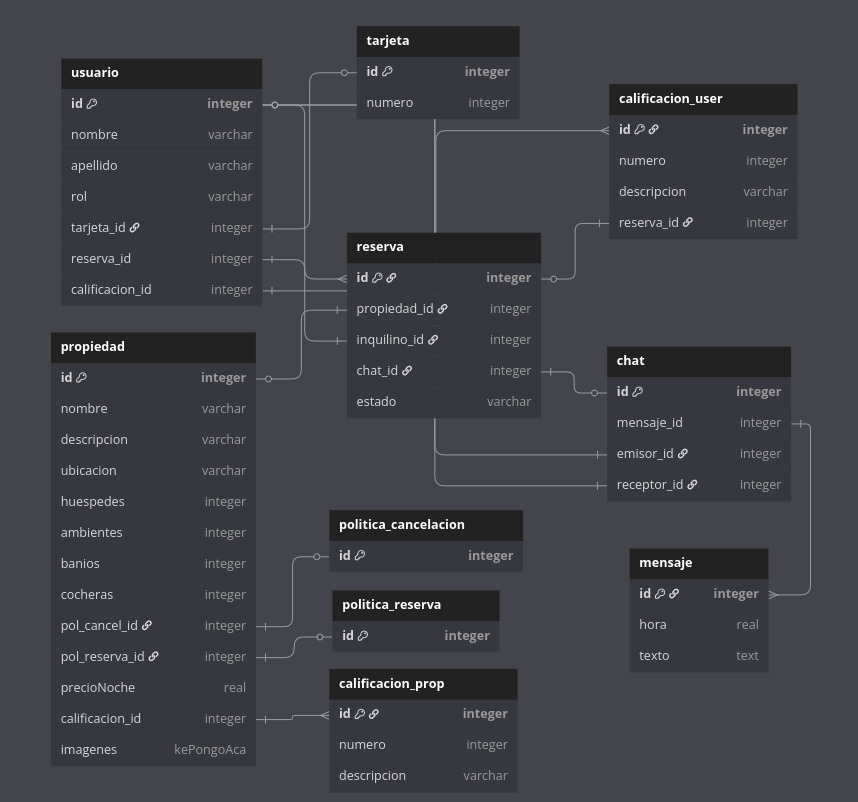 tarjeta
id integer
numero integer
usuario
id integer
nombre varchar
apellido varchar
rol varchar
tarjeta_id integer
reserva_id integer
calificacion_id integer
calificacion_user
id integer
numero integer
descripcion varchar
reserva_id integer
reserva
id integer
propiedad_id integer
inquilino_id integer
chat_id integer
estado varchar
propiedad
id integer
nombre varchar
descripcion varchar
ubicacion varchar
huespedes integer
ambientes integer
banios integer
cocheras integer
pol_cancel_id integer
pol_reserva_id integer
precioNoche real
calificacion_id integer
imagenes kePongoAca
chat
id integer
mensaje_id integer
emisor_id integer
receptor_id integer
politica_cancelacion
id integer
politica_reserva
id integer
calificacion_prop
id integer
numero integer
descripcion varchar
mensaje
id integer
hora real
texto text